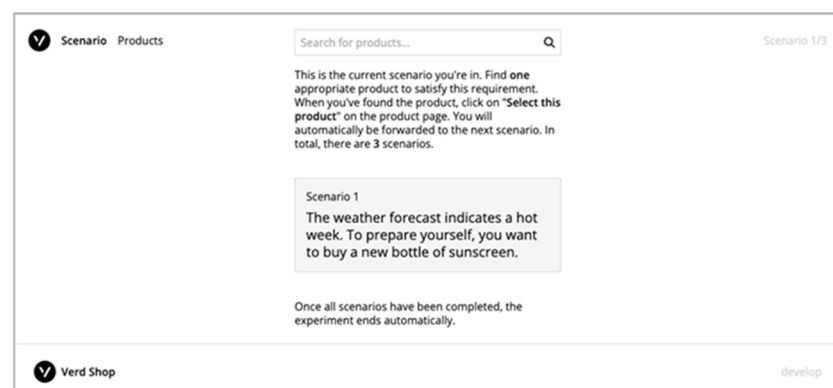 Scenario Products
Search for products...
Scenario 1/3
This is the current scenario you're in. Find one
appropriate product to satisfy this requirement.
When you've found the product, click on "Select this
product" on the product page. You will
automatically be forwarded to the next scenario. In
total, there are 3 scenarios.
Scenario 1
The weather forecast indicates a hot
week. To prepare yourself, you want
to buy a new bottle of sunscreen.
Once all scenarios have been completed, the
experiment ends automatically.
Verd Shop
develop